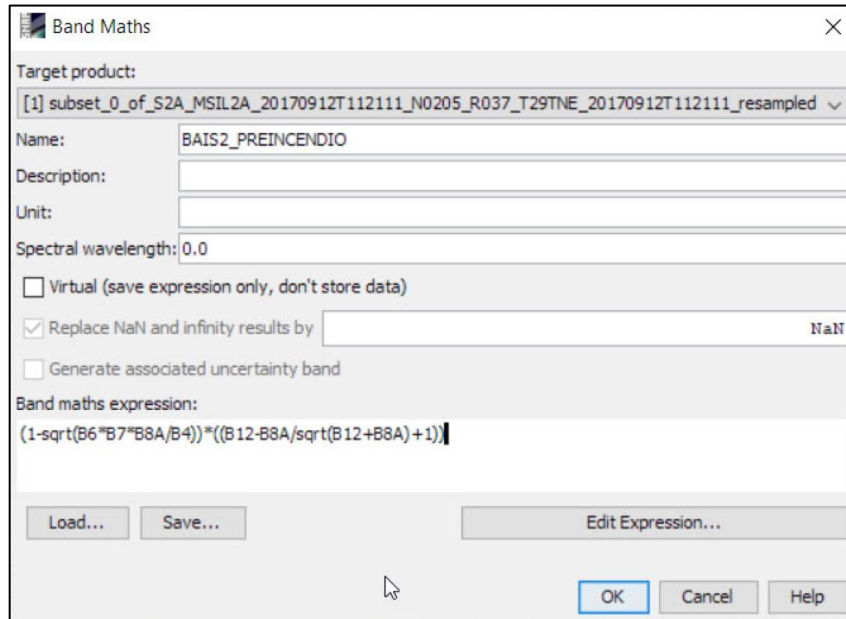 Band Maths
Target product:
[1] subset_0_of_S2A_MSIL2A_20170912T112111_N0205_R037_T29TNE_20170912T112111_resampled
Name: BAIS2_PREINCENDIO
Description:
Unit:
Spectral wavelength: 0.0
Virtual (save expression only, don't store data)
Replace NaN and infinity results by NaN
Generate associated uncertainty band
Band maths expression:
(1-sqrt(B6*B7*B8A/B4))*((B12-B8A/sqrt(B12+B8A)+1))
Load... Save... Edit Expression...
OK Cancel Help